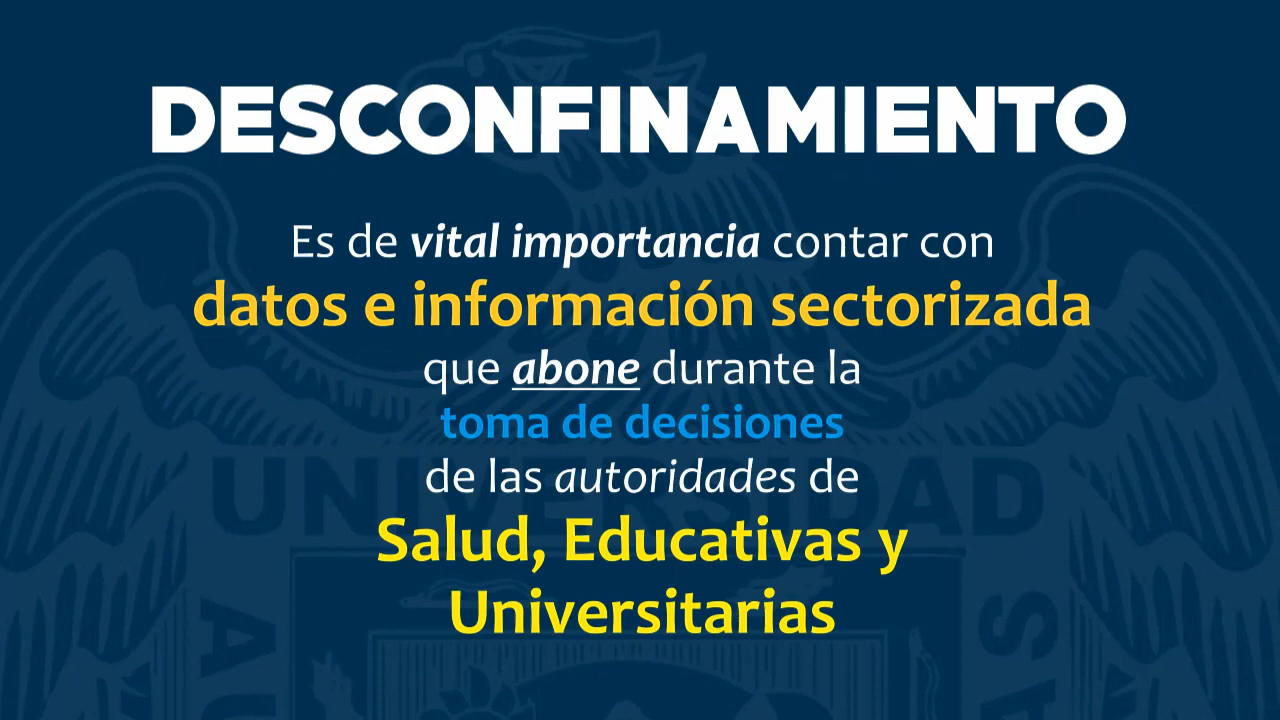 DESCONFINAMIENTO
Es de vital importancia contar con
datos e información sectorizada
que abone durante la
toma de decisiones
de las autoridades de
Salud, Educativas y
Universitarias
UNIVERSIDAD